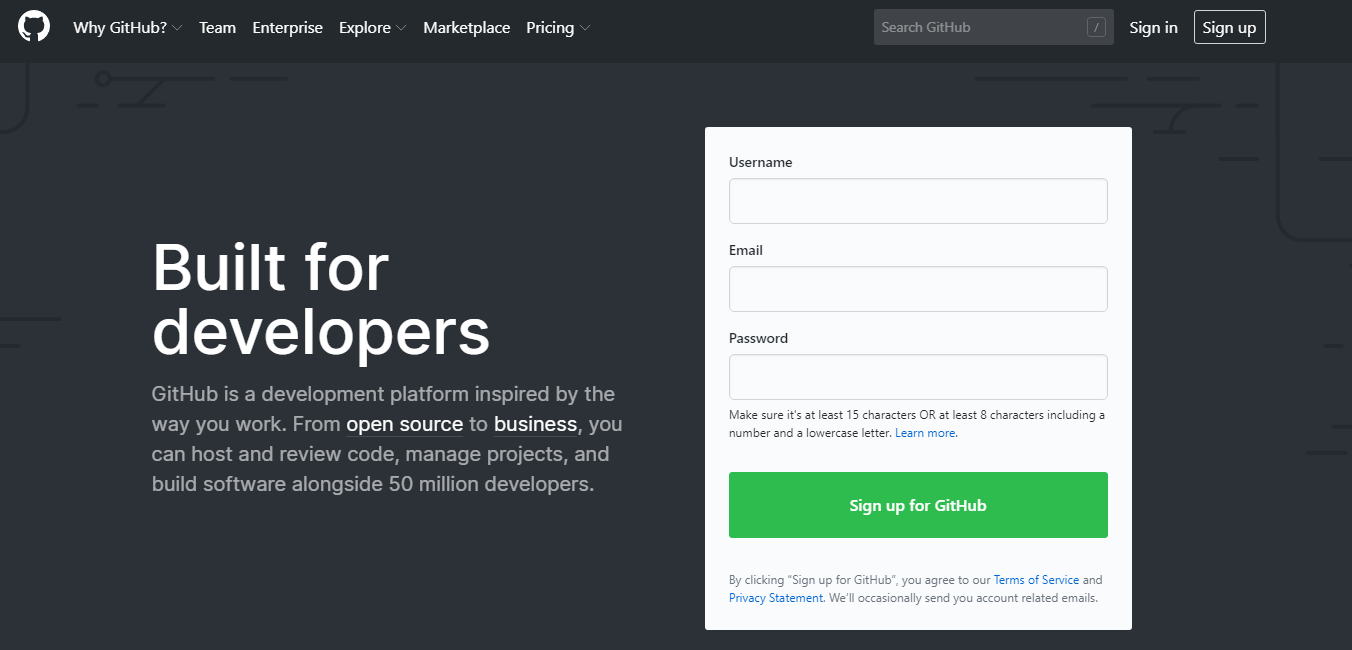 Why GitHub? Team Enterprise Explore Marketplace Pricing Search GitHub / Sign in Sign up
Built for
developers
GitHub is a development platform inspired by the
way you work. From open source to business, you
can host and review code, manage projects, and
build software alongside 50 million developers.
Username
Email
Password
Make sure it's at least 15 characters OR at least 8 characters including a
number and a lowercase letter. Learn more.
Sign up for GitHub
By clicking “Sign up for GitHub”, you agree to our Terms of Service and
Privacy Statement. We’ll occasionally send you account related emails.